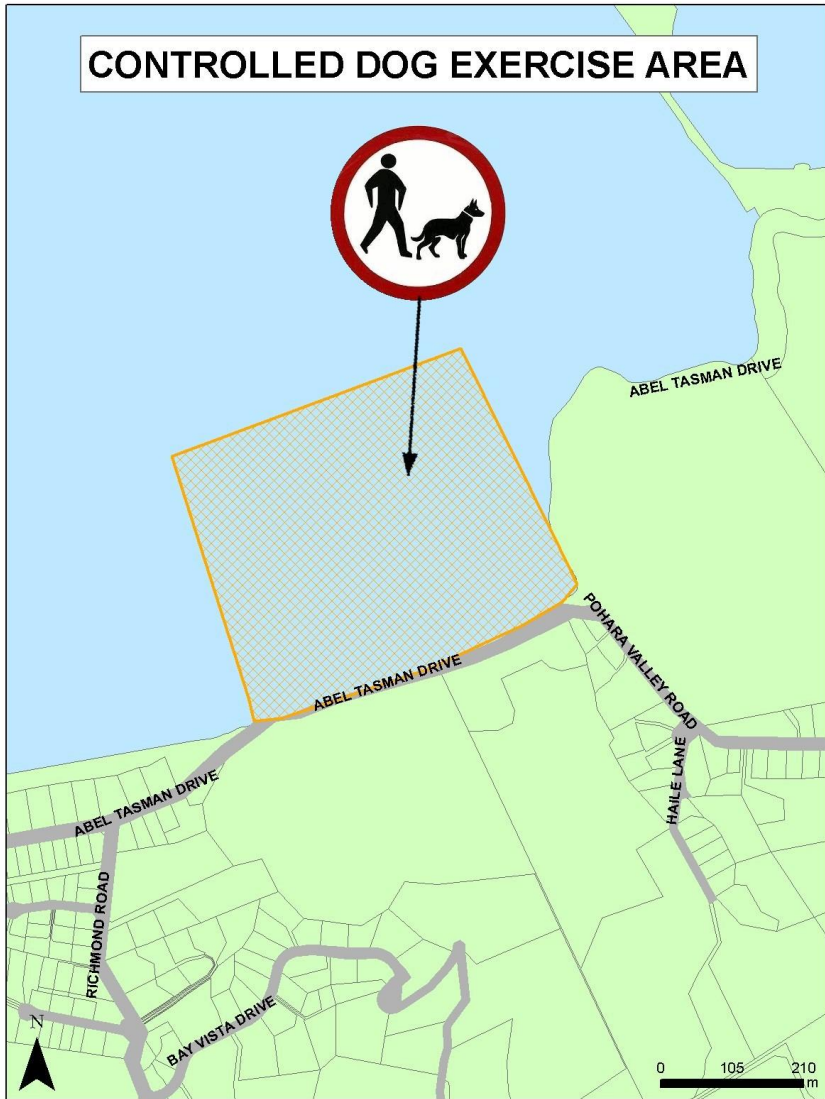 CONTROLLED DOG EXERCISE AREA
ABEL TASMAN DRIVE
POHARA VALLEY ROAD
ABEL TASMAN DRIVE
HAILE LANE
ABEL TASMAN DRIVE
RICHMOND ROAD
BAY VISTA DRIVE
N
0 105 210
m